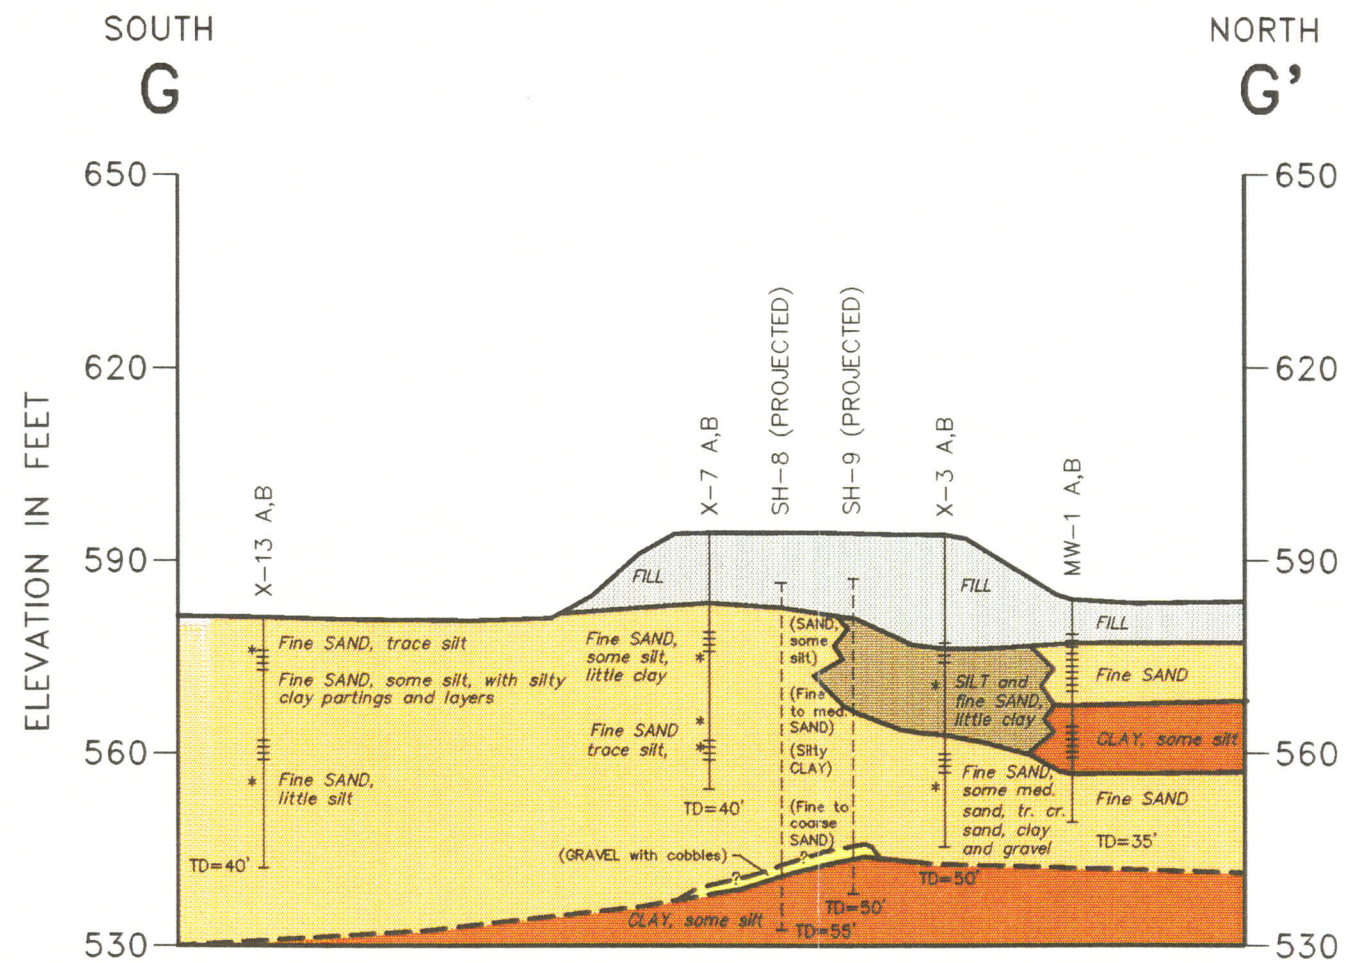 SOUTH
NORTH
G
G'
650
650
620
620
590
590
560
560
530
530
ELEVATION IN FEET
X-13 A,B
X-7 A,B
SH-8 (PROJECTED)
SH-9 (PROJECTED)
X-3 A,B
MW-1 A,B
FILL
FILL
FILL
Fine SAND, trace silt
Fine SAND, some silt, with silty
clay partings and layers
Fine SAND,
little silt
TD=40'
Fine SAND,
some silt,
little clay
Fine SAND
trace silt,
TD=40'
(SAND,
some
silt)
(Fine
to med.
SAND)
(Silty
CLAY)
(Fine to
coarse
SAND)
(GRAVEL with cobbles)
?
?
CLAY, some silt
TD=55'
TD=50'
SILT and
fine SAND,
little clay
Fine SAND,
some med.
sand, tr. cr.
sand, clay
and gravel
TD=50'
Fine SAND
CLAY, some silt
Fine SAND
TD=35'